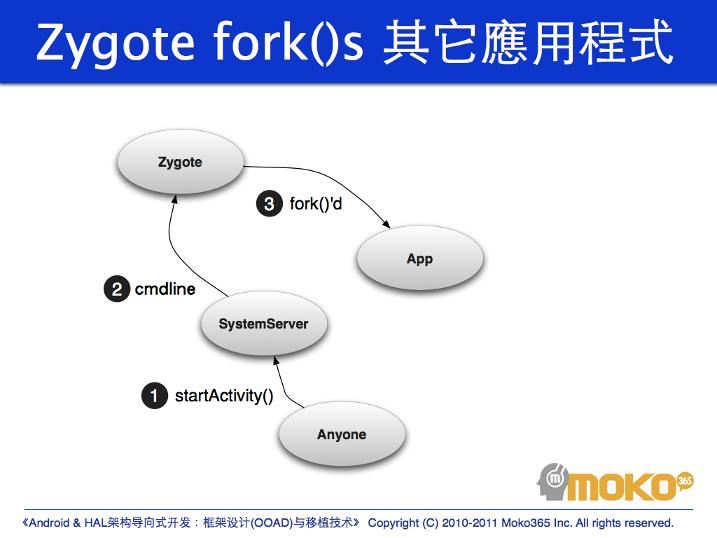 Zygote fork()s 其它應用程式
Zygote
3 fork()'d
App
2 cmdline
SystemServer
1 startActivity()
Anyone
m MOKO 365
《Android & HAL架构导向式开发：框架设计(OOAD)与移植技术》 Copyright (C) 2010-2011 Moko365 Inc. All rights reserved.